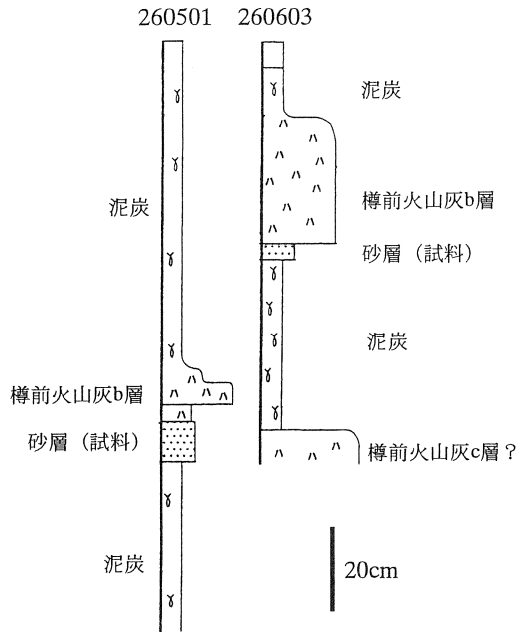 260501 260603
泥炭
泥炭
樽前火山灰b層
砂層（試料）
泥炭
樽前火山灰b層
砂層（試料）
樽前火山灰c層？
泥炭
20cm